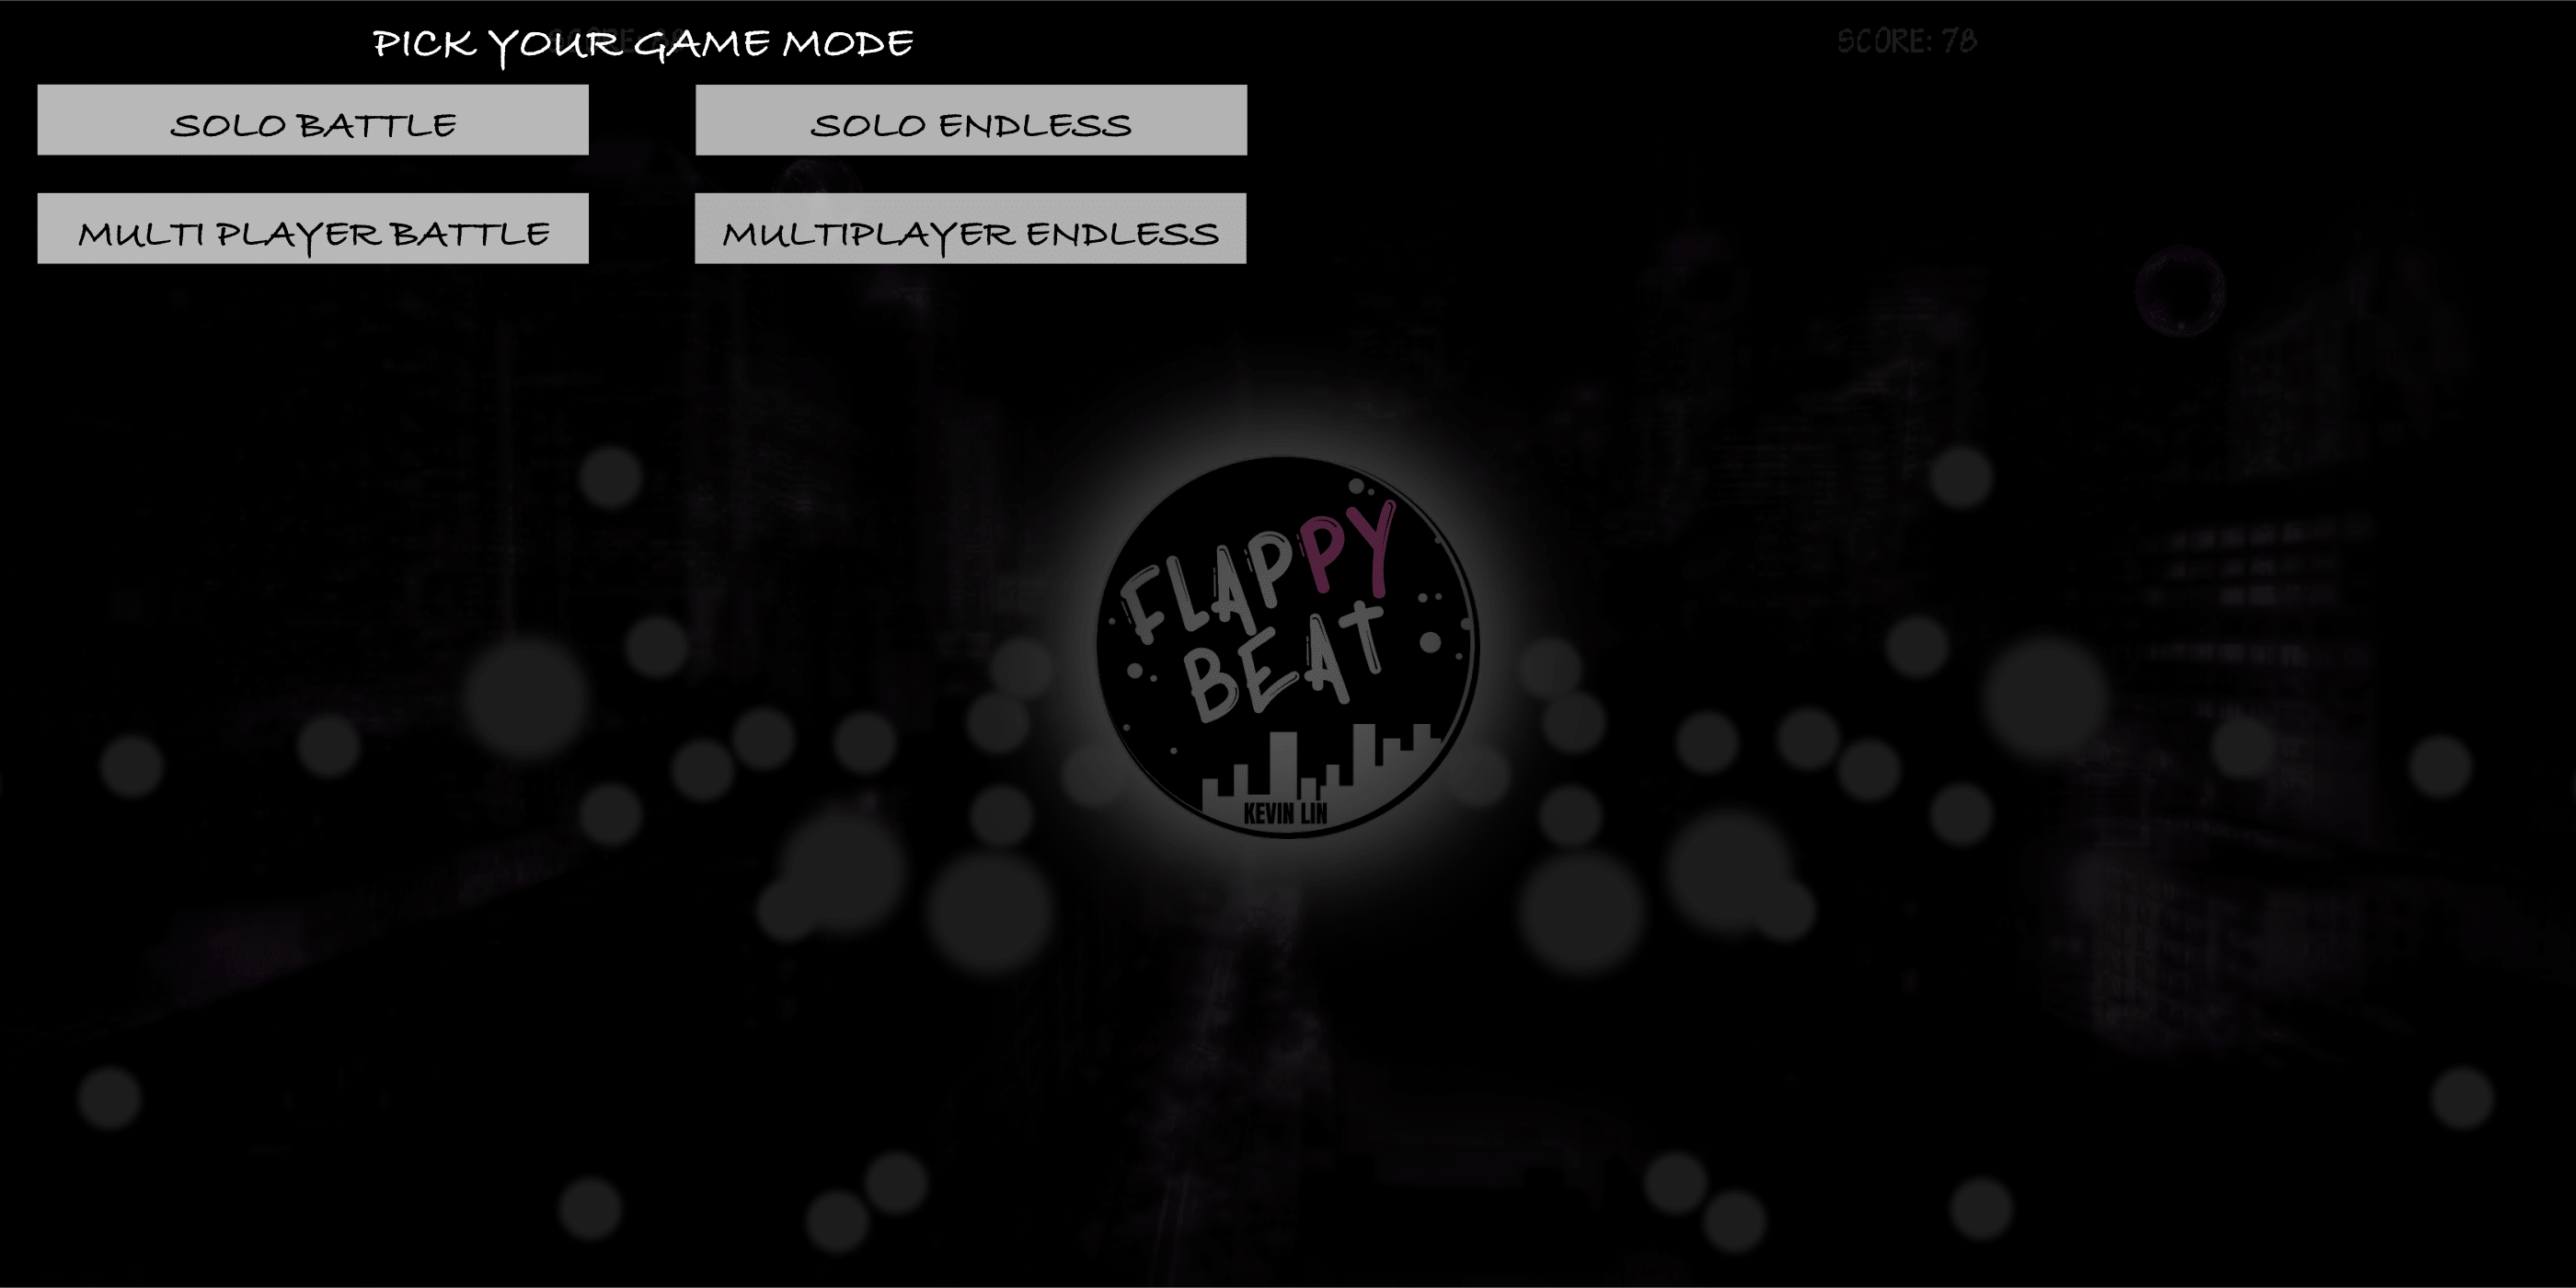 PICK YOUR GAME MODE
SCORE: 78
SOLO BATTLE
SOLO ENDLESS
MULTI PLAYER BATTLE
MULTIPLAYER ENDLESS
FLAPPY
BEAT
KEVIN LIN